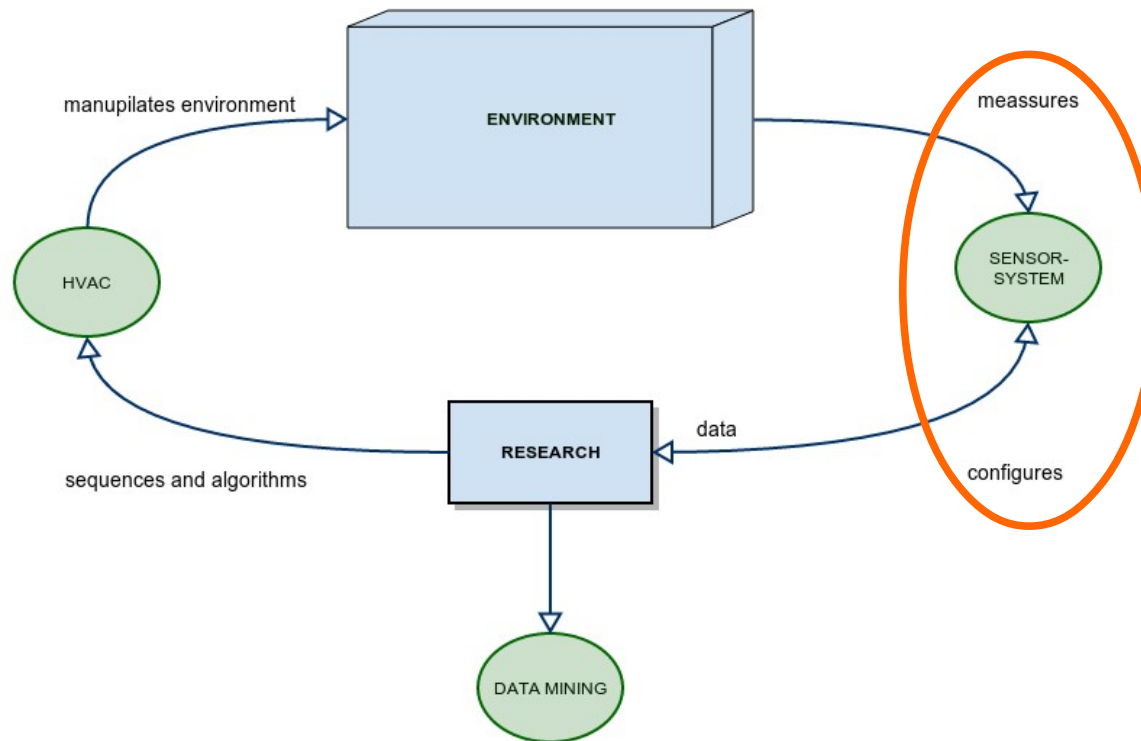 meassures
manupilates environment
ENVIRONMENT
SENSOR-
SYSTEM
HVAC
data
RESEARCH
configures
sequences and algorithms
DATA MINING